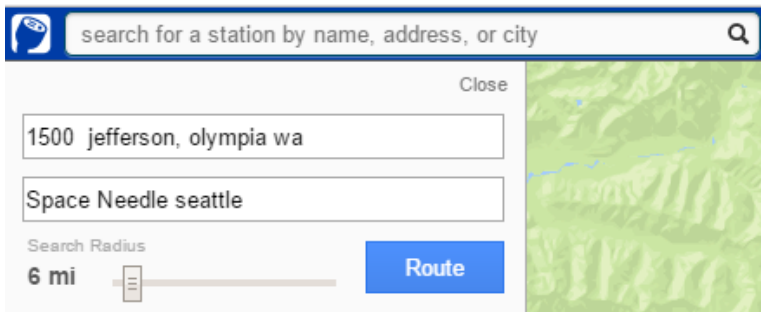 search for a station by name, address, or city
Close
1500 jefferson, olympia wa
Space Needle seattle
Search Radius
6 mi
Route